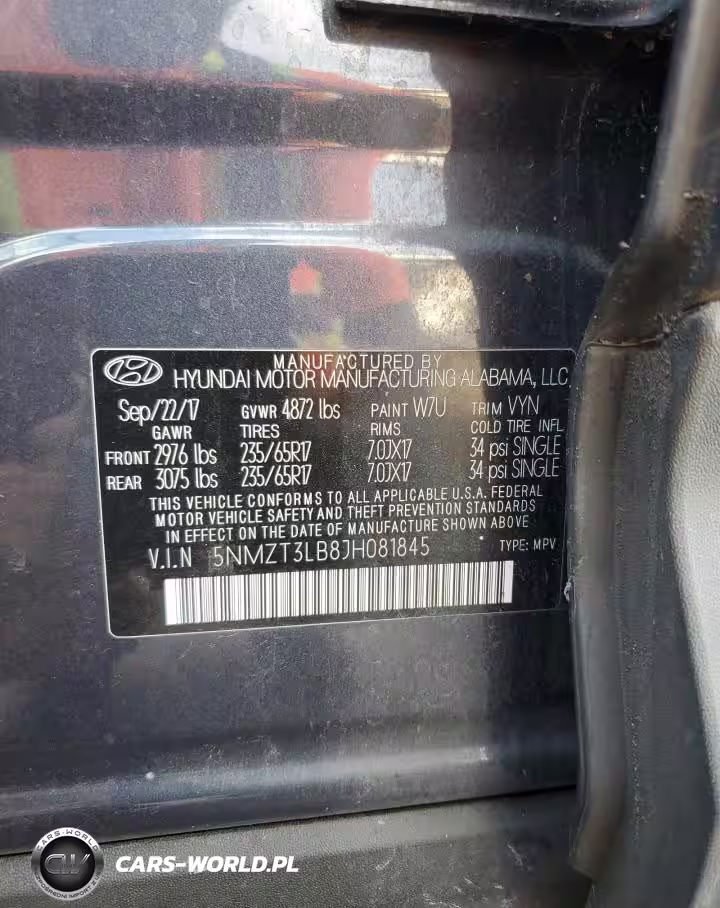 MANUFACTURED BY
HYUNDAI MOTOR MANUFACTURING ALABAMA, LLC
Sep/22/17 GVWR 4872 lbs PAINT W7U TRIM VYN
GAWR TIRES RIMS COLD TIRE INFL
FRONT 2976 lbs 235/65R17 7.0JX17 34 psi SINGLE
REAR 3075 lbs 235/65R17 7.0JX17 34 psi SINGLE
THIS VEHICLE CONFORMS TO ALL APPLICABLE U.S.A. FEDERAL
MOTOR VEHICLE SAFETY AND THEFT PREVENTION STANDARDS
IN EFFECT ON THE DATE OF MANUFACTURE SHOWN ABOVE
V.I.N 5NMZT3LB8JH081845 TYPE: MPV
CARS-WORLD
CW
CARS-WORLD.PL